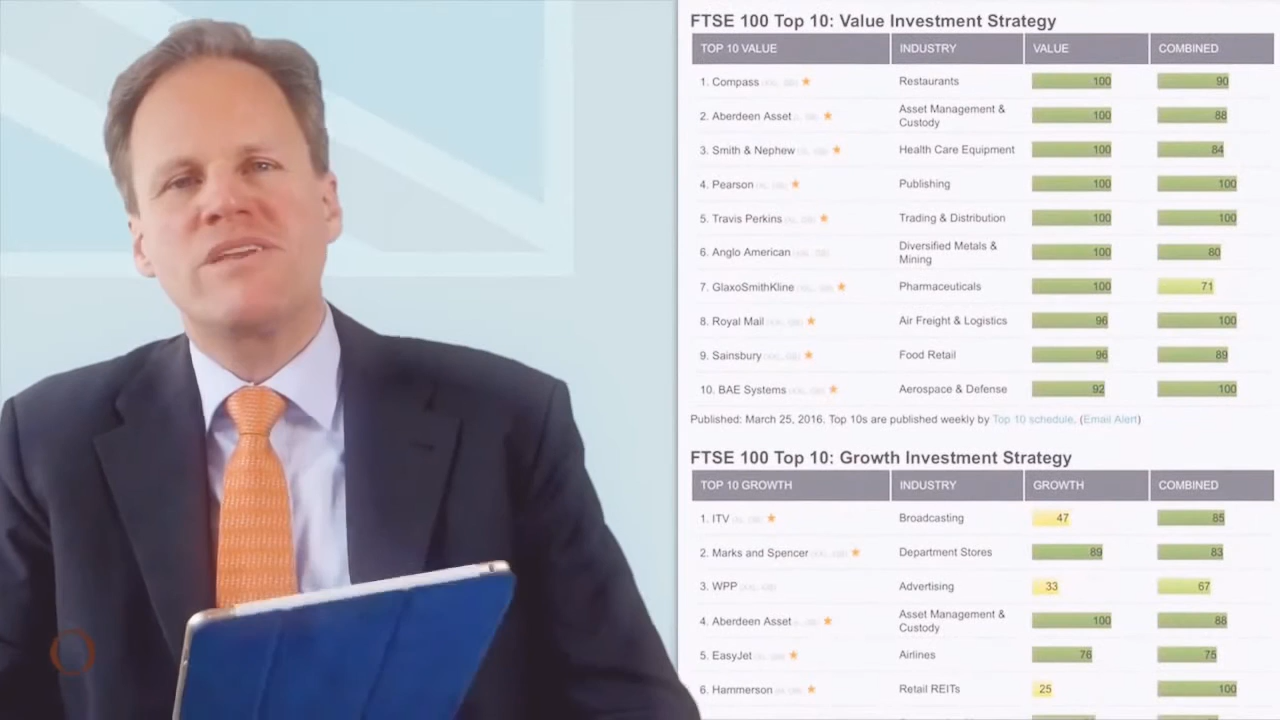 FTSE 100 Top 10: Value Investment Strategy
TOP 10 VALUE INDUSTRY VALUE COMBINED
1. Compass Restaurants 100 90
2. Aberdeen Asset Asset Management & Custody 100 88
3. Smith & Nephew Health Care Equipment 100 84
4. Pearson Publishing 100 100
5. Travis Perkins Trading & Distribution 100 100
6. Anglo American Diversified Metals & Mining 100 80
7. GlaxoSmithKline Pharmaceuticals 100 71
8. Royal Mail Air Freight & Logistics 96 100
9. Sainsbury Food Retail 96 89
10. BAE Systems Aerospace & Defense 92 100
Published: March 25, 2016. Top 10s are published weekly by Top 10 schedule. (Email Alert)
FTSE 100 Top 10: Growth Investment Strategy
TOP 10 GROWTH INDUSTRY GROWTH COMBINED
1. ITV Broadcasting 47 85
2. Marks and Spencer Department Stores 89 83
3. WPP Advertising 33 67
4. Aberdeen Asset Asset Management & Custody 100 88
5. EasyJet Airlines 76 75
6. Hammerson Retail REITs 25 100